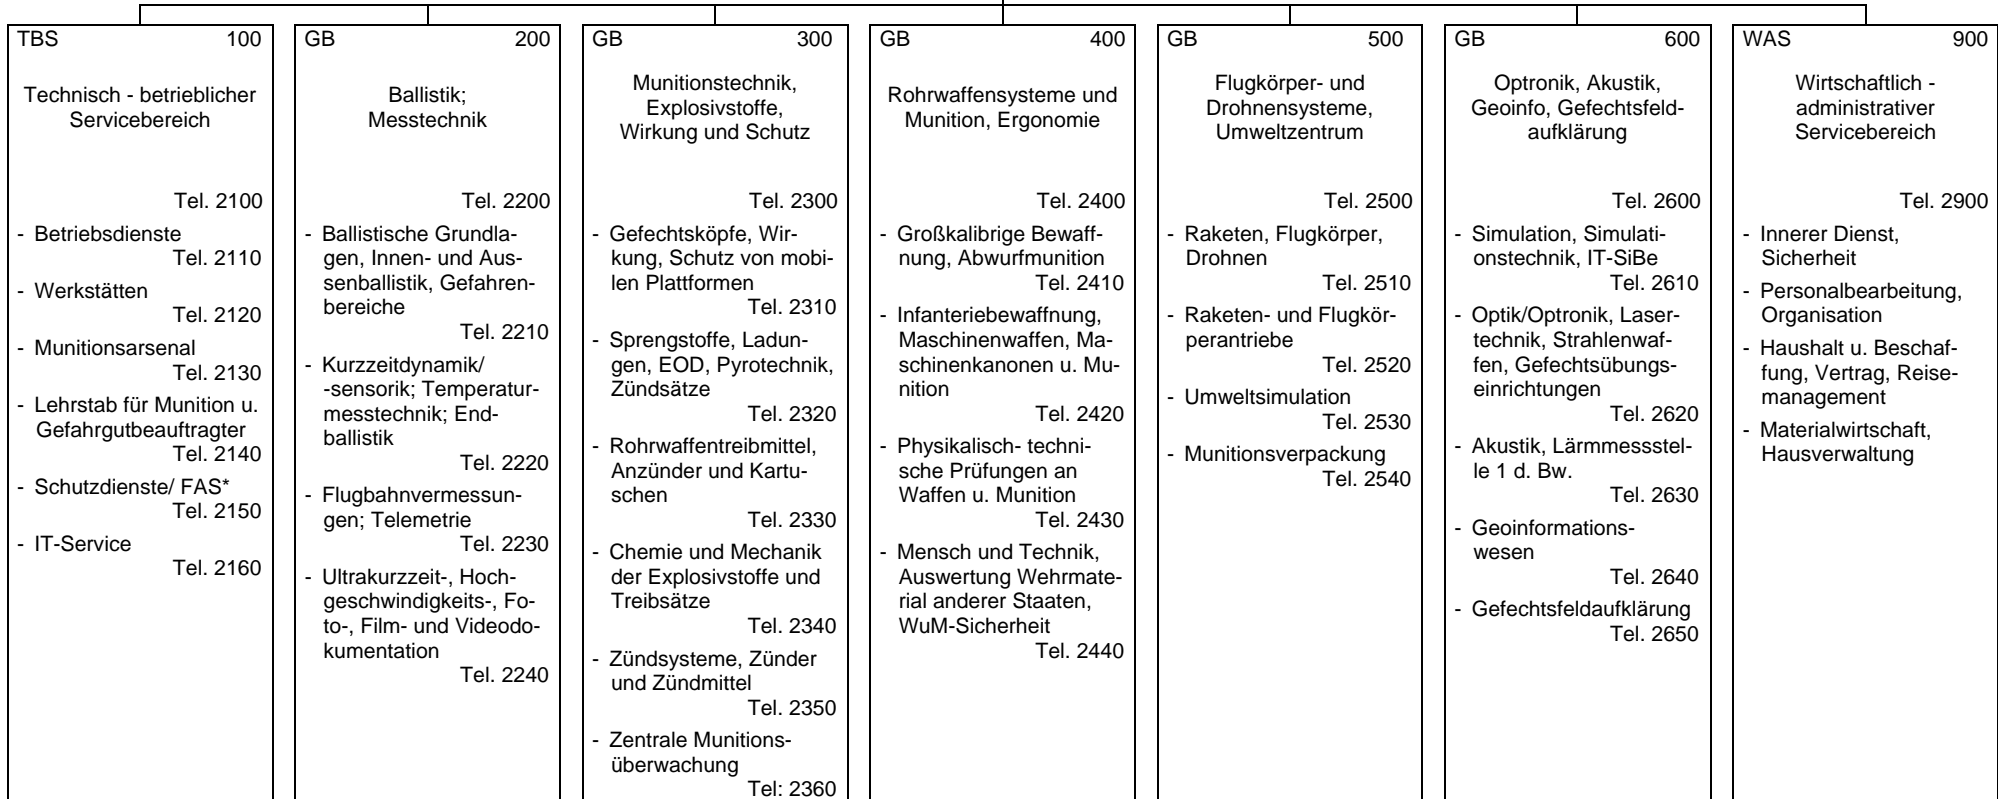 TBS 100
Technisch - betrieblicher
Servicebereich
Tel. 2100
- Betriebsdienste
Tel. 2110
- Werkstätten
Tel. 2120
- Munitionsarsenal
Tel. 2130
- Lehrstab für Munition u.
Gefahrgutbeauftragter
Tel. 2140
- Schutzdienste/ FAS*
Tel. 2150
- IT-Service
Tel. 2160
GB 200
Ballistik;
Messtechnik
Tel. 2200
- Ballistische Grundla-
gen, Innen- und Aus-
senballistik, Gefahren-
bereiche
Tel. 2210
- Kurzzeitdynamik/
-sensorik; Temperatur-
messtechnik; End-
ballistik
Tel. 2220
- Flugbahnvermessun-
gen; Telemetrie
Tel. 2230
- Ultrakurzzeit-, Hoch-
geschwindigkeits-, Fo-
to-, Film- und Videodo-
kumentation
Tel. 2240
GB 300
Munitionstechnik,
Explosivstoffe,
Wirkung und Schutz
Tel. 2300
- Gefechtsköpfe, Wir-
kung, Schutz von mobi-
len Plattformen
Tel. 2310
- Sprengstoffe, Ladun-
gen, EOD, Pyrotechnik,
Zündsätze
Tel. 2320
- Rohrwaffentreibmittel,
Anzünder und Kartu-
schen
Tel. 2330
- Chemie und Mechanik
der Explosivstoffe und
Treibsätze
Tel. 2340
- Zündsysteme, Zünder
und Zündmittel
Tel. 2350
- Zentrale Munitions-
überwachung
Tel: 2360
GB 400
Rohrwaffensysteme und
Munition, Ergonomie
Tel. 2400
- Großkalibrige Bewaff-
nung, Abwurfmunition
Tel. 2410
- Infanteriebewaffnung,
Maschinenwaffen, Ma-
schinenkanonen u. Mu-
nition
Tel. 2420
- Physikalisch- techni-
sche Prüfungen an
Waffen u. Munition
Tel. 2430
- Mensch und Technik,
Auswertung Wehrmate-
rial anderer Staaten,
WuM-Sicherheit
Tel. 2440
GB 500
Flugkörper- und
Drohnensysteme,
Umweltzentrum
Tel. 2500
- Raketen, Flugkörper,
Drohnen
Tel. 2510
- Raketen- und Flugkör-
perantriebe
Tel. 2520
- Umweltsimulation
Tel. 2530
- Munitionsverpackung
Tel. 2540
GB 600
Optronik, Akustik,
Geoinfo, Gefechtsfeld-
aufklärung
Tel. 2600
- Simulation, Simulati-
onstechnik, IT-SiBe
Tel. 2610
- Optik/Optronik, Laser-
technik, Strahlenwaf-
fen, Gefechtsübungs-
einrichtungen
Tel. 2620
- Akustik, Lärmmessstel-
le 1 d. Bw.
Tel. 2630
- Geoinformations-
wesen
Tel. 2640
- Gefechtsfeldaufklärung
Tel. 2650
WAS 900
Wirtschaftlich -
administrativer
Servicebereich
Tel. 2900
- Innerer Dienst,
Sicherheit
- Personalbearbeitung,
Organisation
- Haushalt u. Beschaf-
fung, Vertrag, Reise-
management
- Materialwirtschaft,
Hausverwaltung